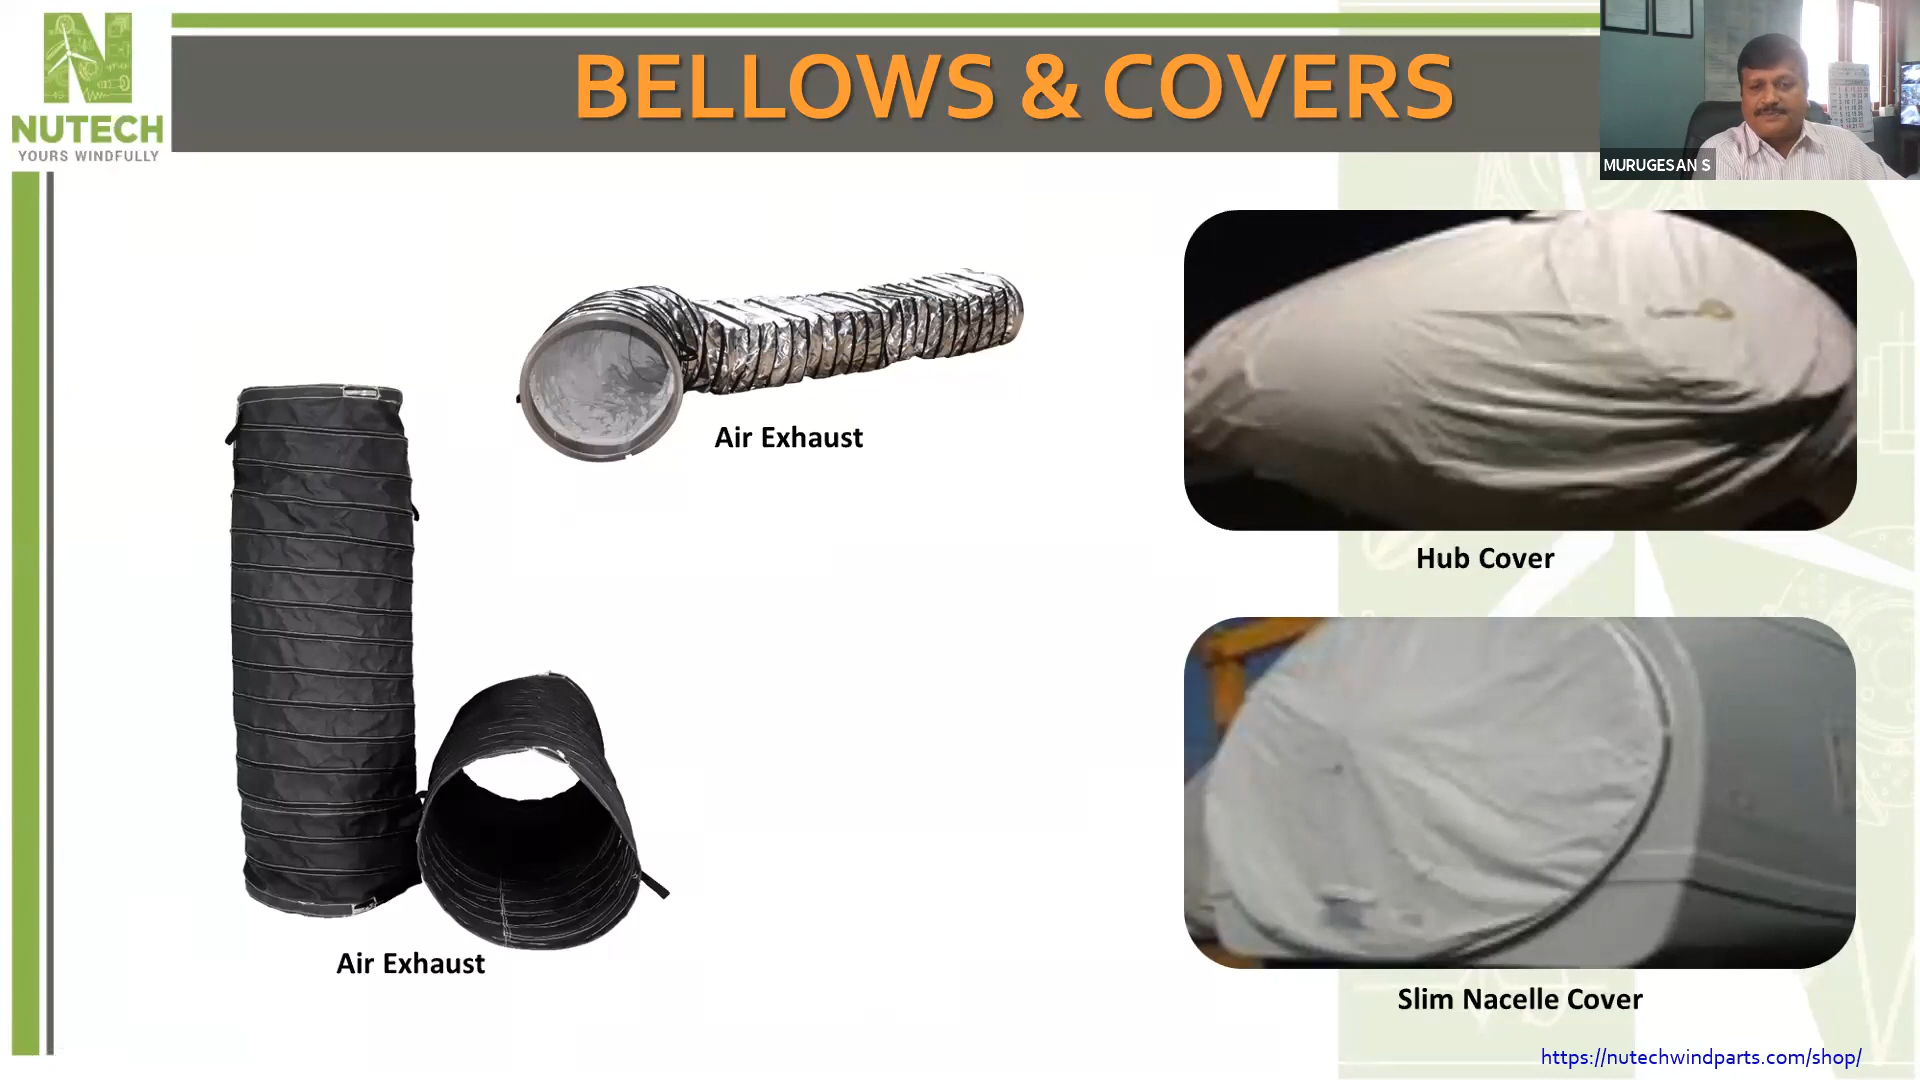 NUTECH
YOURS WINDFULLY
BELLOWS & COVERS
MURUGESAN S
Air Exhaust
Hub Cover
Air Exhaust
Slim Nacelle Cover
https://nutechwindparts.com/shop/